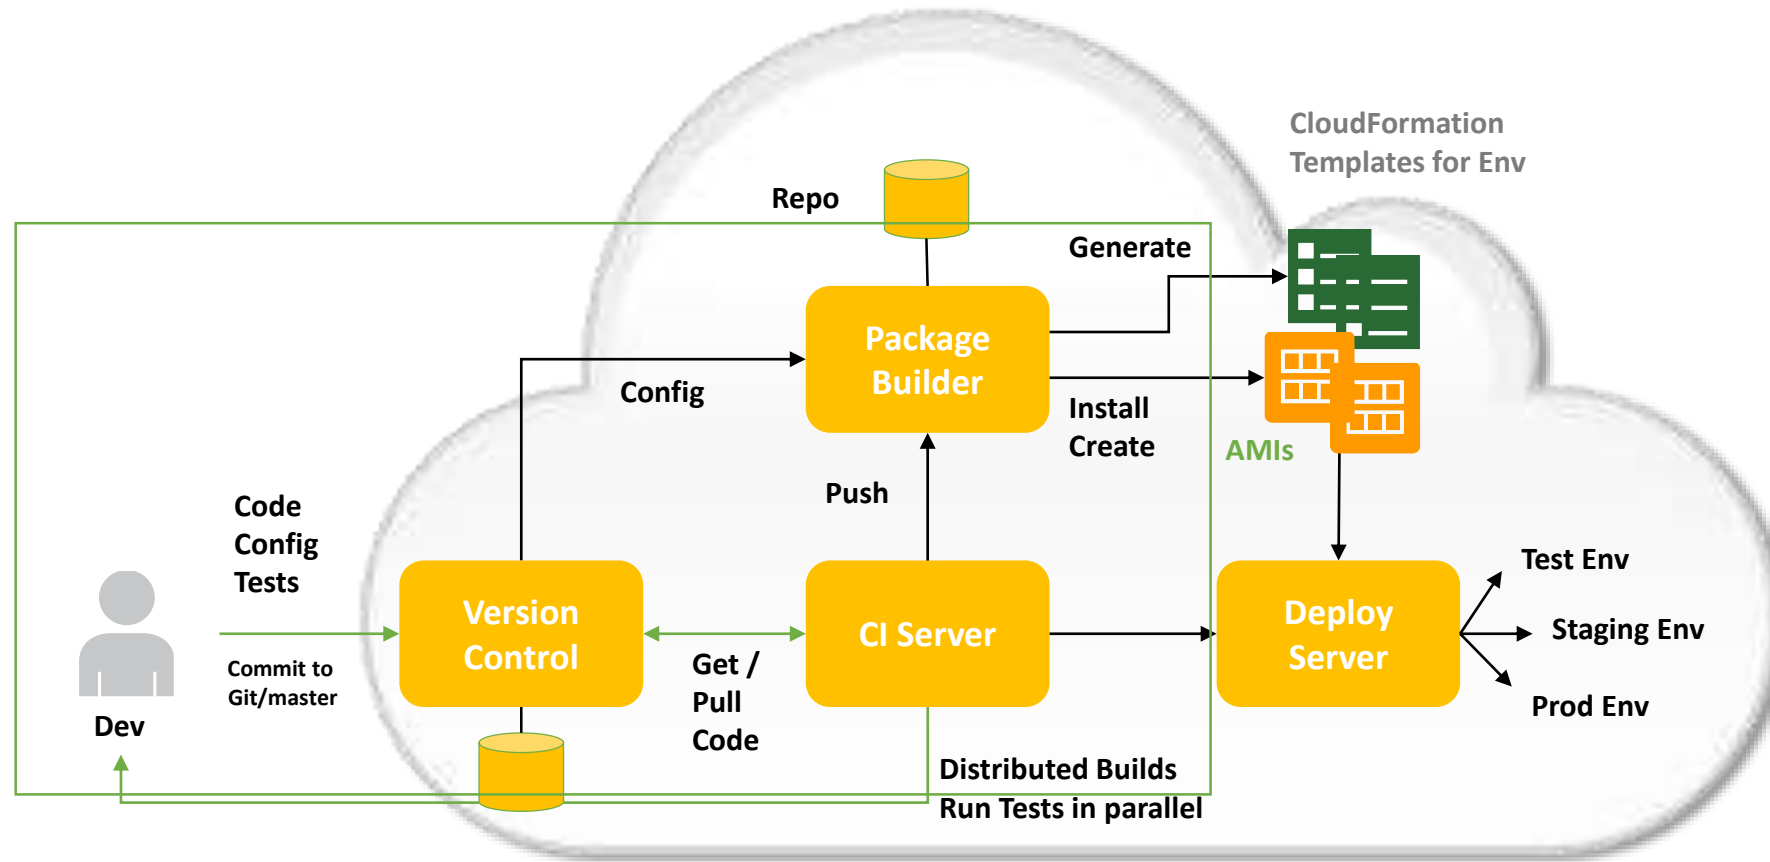 CloudFormation
Templates for Env
Repo
Generate
Package
Builder
Config
Install
Create
AMIs
Push
Code
Config
Tests
Version
Control
CI Server
Deploy
Server
Test Env
Staging Env
Prod Env
Commit to
Git/master
Get /
Pull
Code
Dev
Distributed Builds
Run Tests in parallel